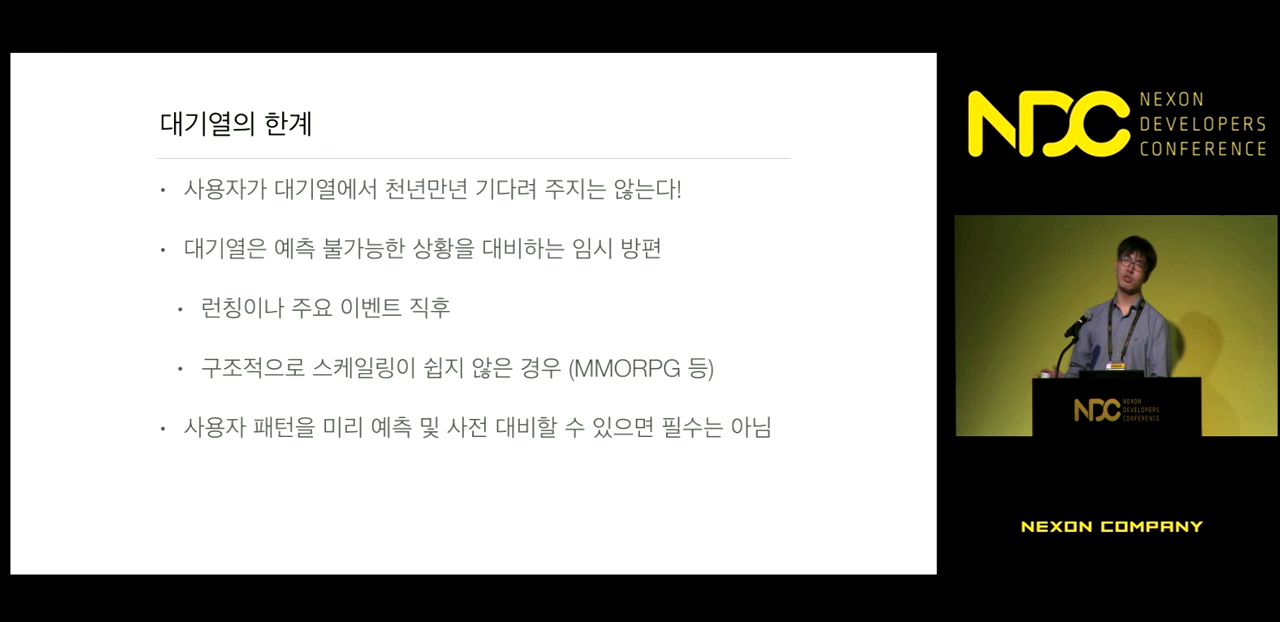 대기열의 한계
• 사용자가 대기열에서 천년만년 기다려 주지는 않는다!
• 대기열은 예측 불가능한 상황을 대비하는 임시 방편
• 런칭이나 주요 이벤트 직후
• 구조적으로 스케일링이 쉽지 않은 경우 (MMORPG 등)
• 사용자 패턴을 미리 예측 및 사전 대비할 수 있으면 필수는 아님
NDC
NEXON
DEVELOPERS
CONFERENCE
NDC
NEXON
DEVELOPERS
CONFERENCE
NEXON COMPANY